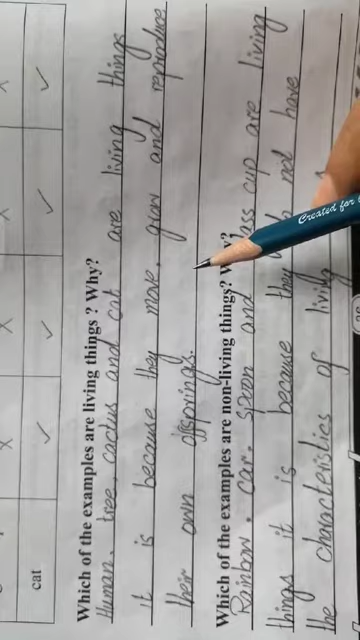 cat
Which of the examples are living things ? Why?
Human, tree, cactus and cat are living things
it is because they move, grow and reproduce
their own offsprings.
Which of the examples are non-living things?
Rainbow, car, spoon and cup are living
things it is because they not have
the characteristics of living
Created for